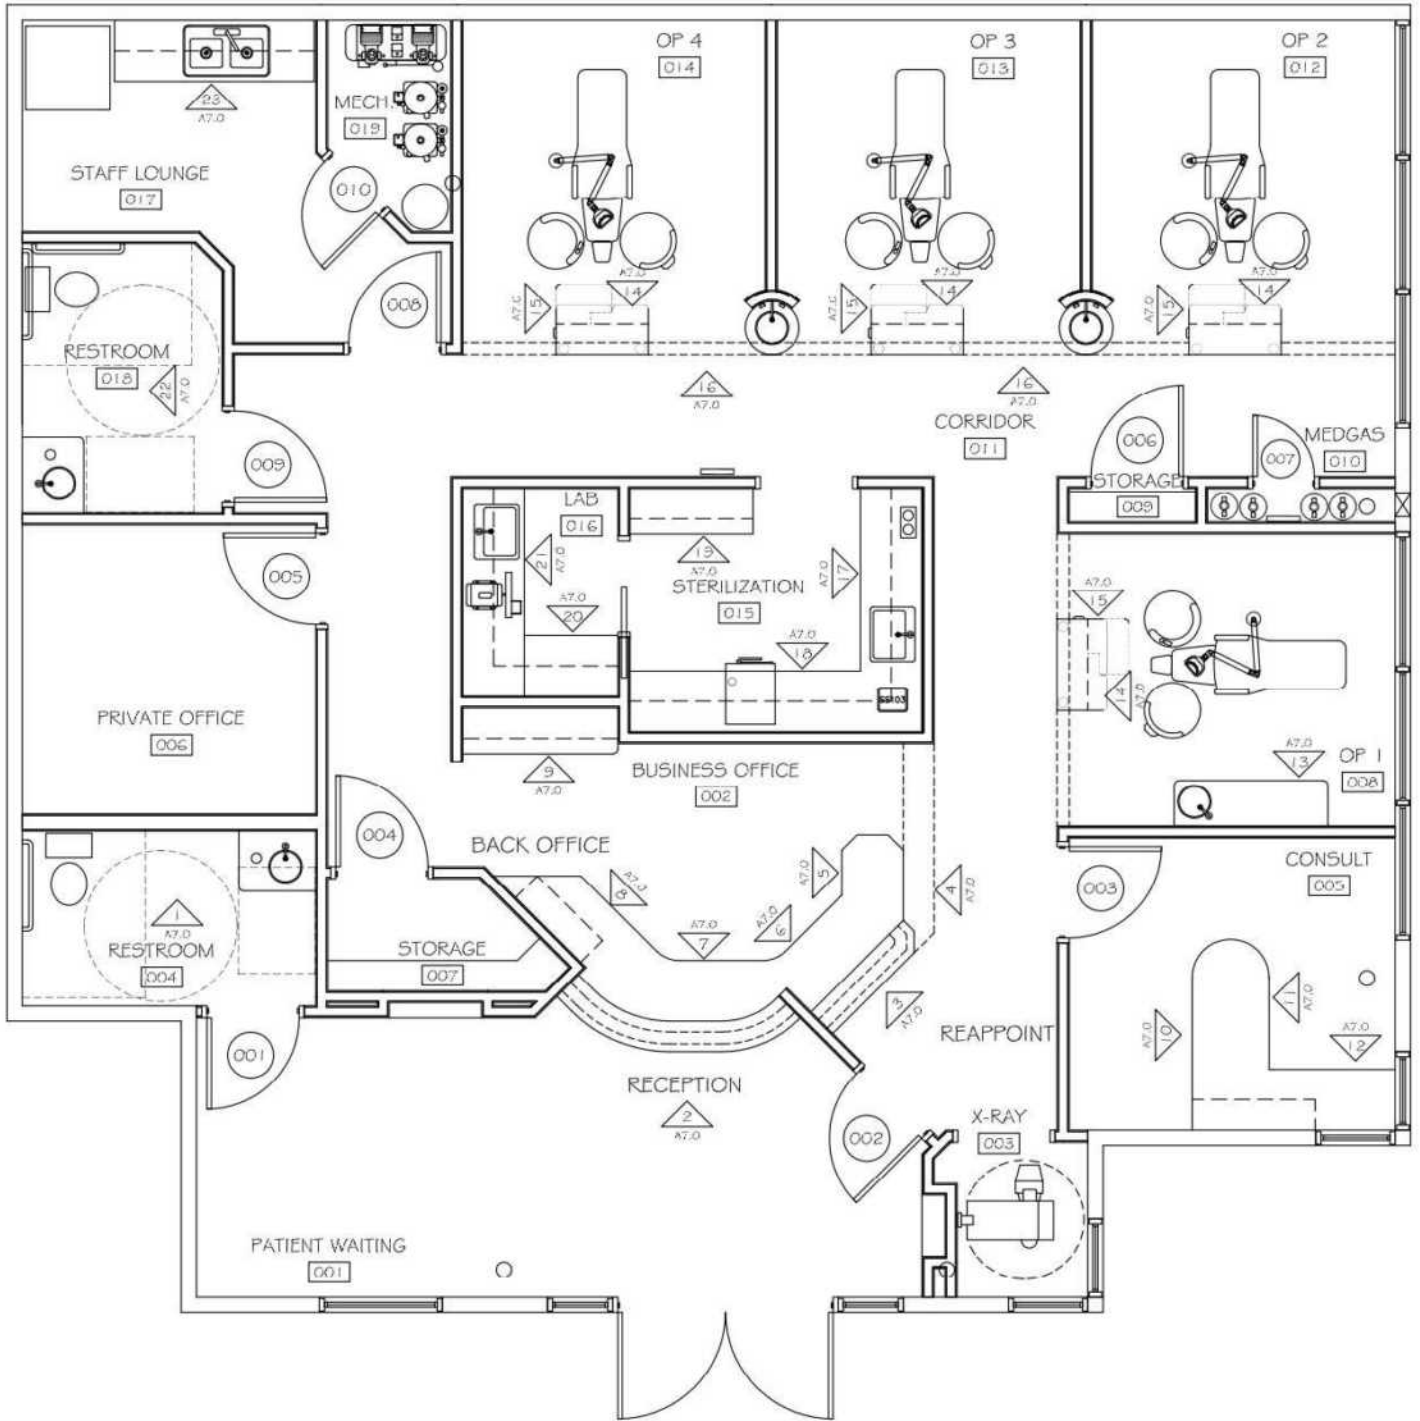 OP 4
014
OP 3
013
OP 2
012
23
A7.0
MECH.
019
STAFF LOUNGE
017
010
008
A7.0
15
A7.0
14
A7.0
15
A7.0
14
A7.0
15
A7.0
14
RESTROOM
018
22
A7.0
16
A7.0
16
A7.0
CORRIDOR
011
006
007
MEDGAS
010
009
STORAGE
009
LAB
016
21
A7.0
A7.0
20
19
A7.0
STERILIZATION
015
A7.0
17
A7.0
18
SS103
005
A7.0
15
14
A7.0
PRIVATE OFFICE
006
9
A7.0
BUSINESS OFFICE
002
A7.0
13
OP 1
008
004
BACK OFFICE
A7.0
8
A7.0
5
4
A7.0
A7.0
6
A7.0
7
003
CONSULT
005
1
A7.0
RESTROOM
004
STORAGE
007
3
A7.0
11
A7.0
A7.0
10
A7.0
12
001
REAPPOINT
RECEPTION
2
A7.0
002
X-RAY
003
PATIENT WAITING
001